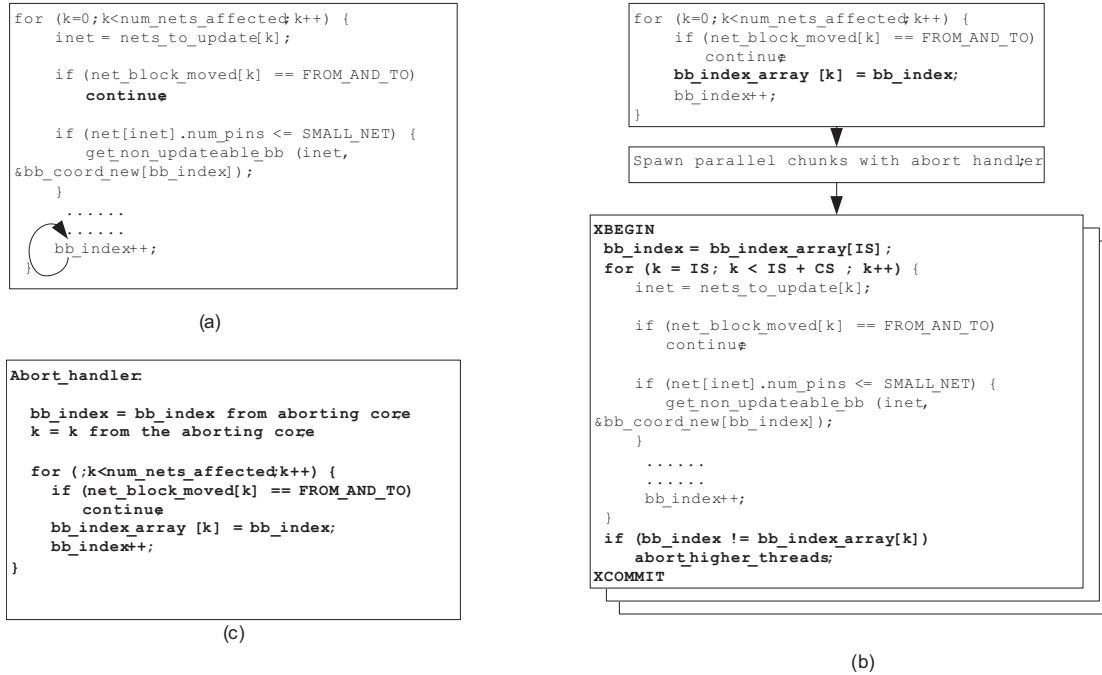 for (k=0;k<num_nets_affected;k++) {
inet = nets_to_update[k];
if (net_block_moved[k] == FROM_AND_TO)
continue;
if (net[inet].num_pins <= SMALL_NET) {
get_non_updateable_bb (inet,
&bb_coord_new[bb_index]);
}
......
......
bb_index++;
}
(a)
Abort_handler:
bb_index = bb_index from aborting core;
k = k from the aborting core;
for (;k<num_nets_affected;k++) {
if (net_block_moved[k] == FROM_AND_TO)
continue;
bb_index_array [k] = bb_index;
bb_index++;
}
(c)
for (k=0;k<num_nets_affected;k++) {
if (net_block_moved[k] == FROM_AND_TO)
continue;
bb_index_array [k] = bb_index;
bb_index++;
}
Spawn parallel chunks with abort handler;
XBEGIN
bb_index = bb_index_array[IS];
for (k = IS; k < IS + CS ; k++) {
inet = nets_to_update[k];
if (net_block_moved[k] == FROM_AND_TO)
continue;
if (net[inet].num_pins <= SMALL_NET) {
get_non_updateable_bb (inet,
&bb_coord_new[bb_index]);
}
......
......
bb_index++;
}
if (bb_index != bb_index_array[k])
abort_higher_threads;
XCOMMIT
(b)